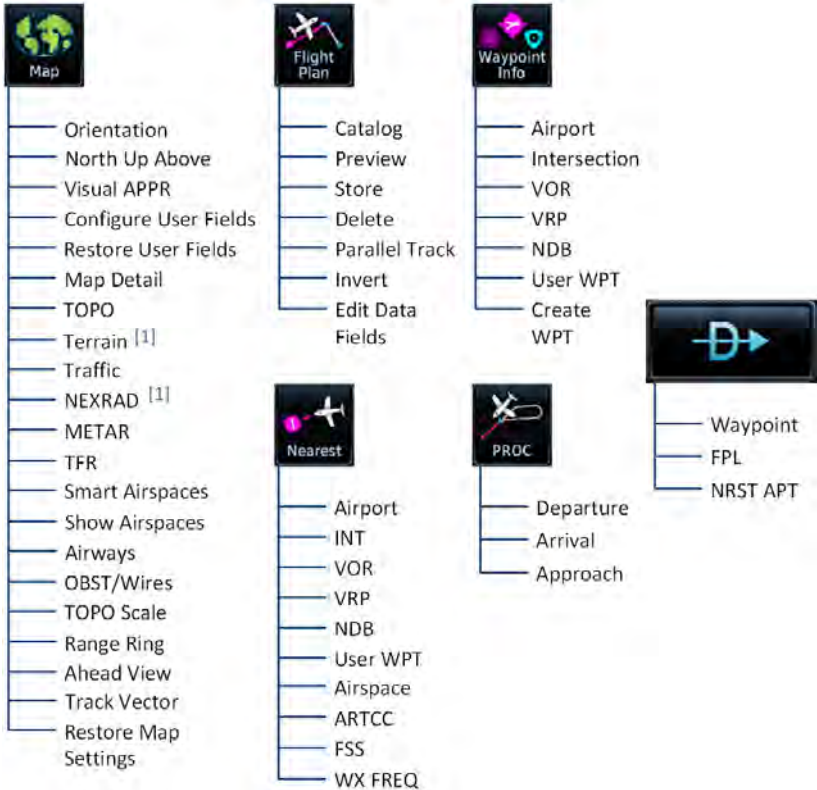 Map
Orientation
North Up Above
Visual APPR
Configure User Fields
Restore User Fields
Map Detail
TOPO
Terrain [1]
Traffic
NEXRAD [1]
METAR
TFR
Smart Airspaces
Show Airspaces
Airways
OBST/Wires
TOPO Scale
Range Ring
Ahead View
Track Vector
Restore Map
Settings
Flight
Plan
Catalog
Preview
Store
Delete
Parallel Track
Invert
Edit Data
Fields
Waypoint
Info
Airport
Intersection
VOR
VRP
NDB
User WPT
Create
WPT
Nearest
Airport
INT
VOR
VRP
NDB
User WPT
Airspace
ARTCC
FSS
WX FREQ
PROC
Departure
Arrival
Approach
D
Waypoint
FPL
NRST APT